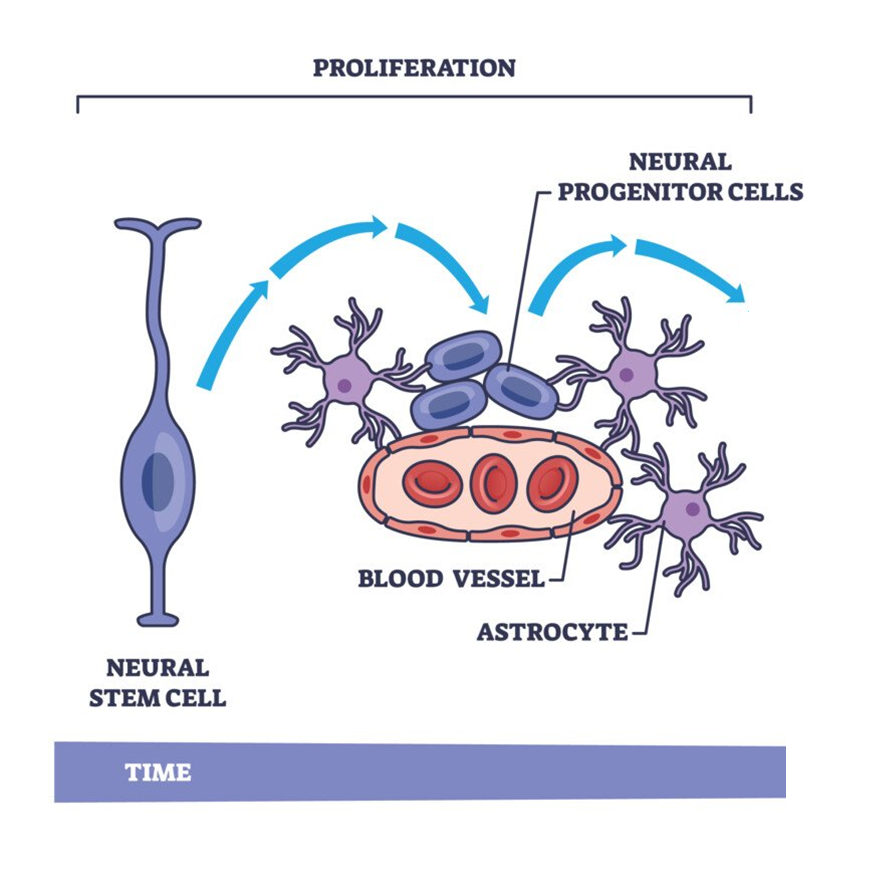 PROLIFERATION
NEURAL
PROGENITOR CELLS
BLOOD VESSEL
ASTROCYTE
NEURAL
STEM CELL
TIME